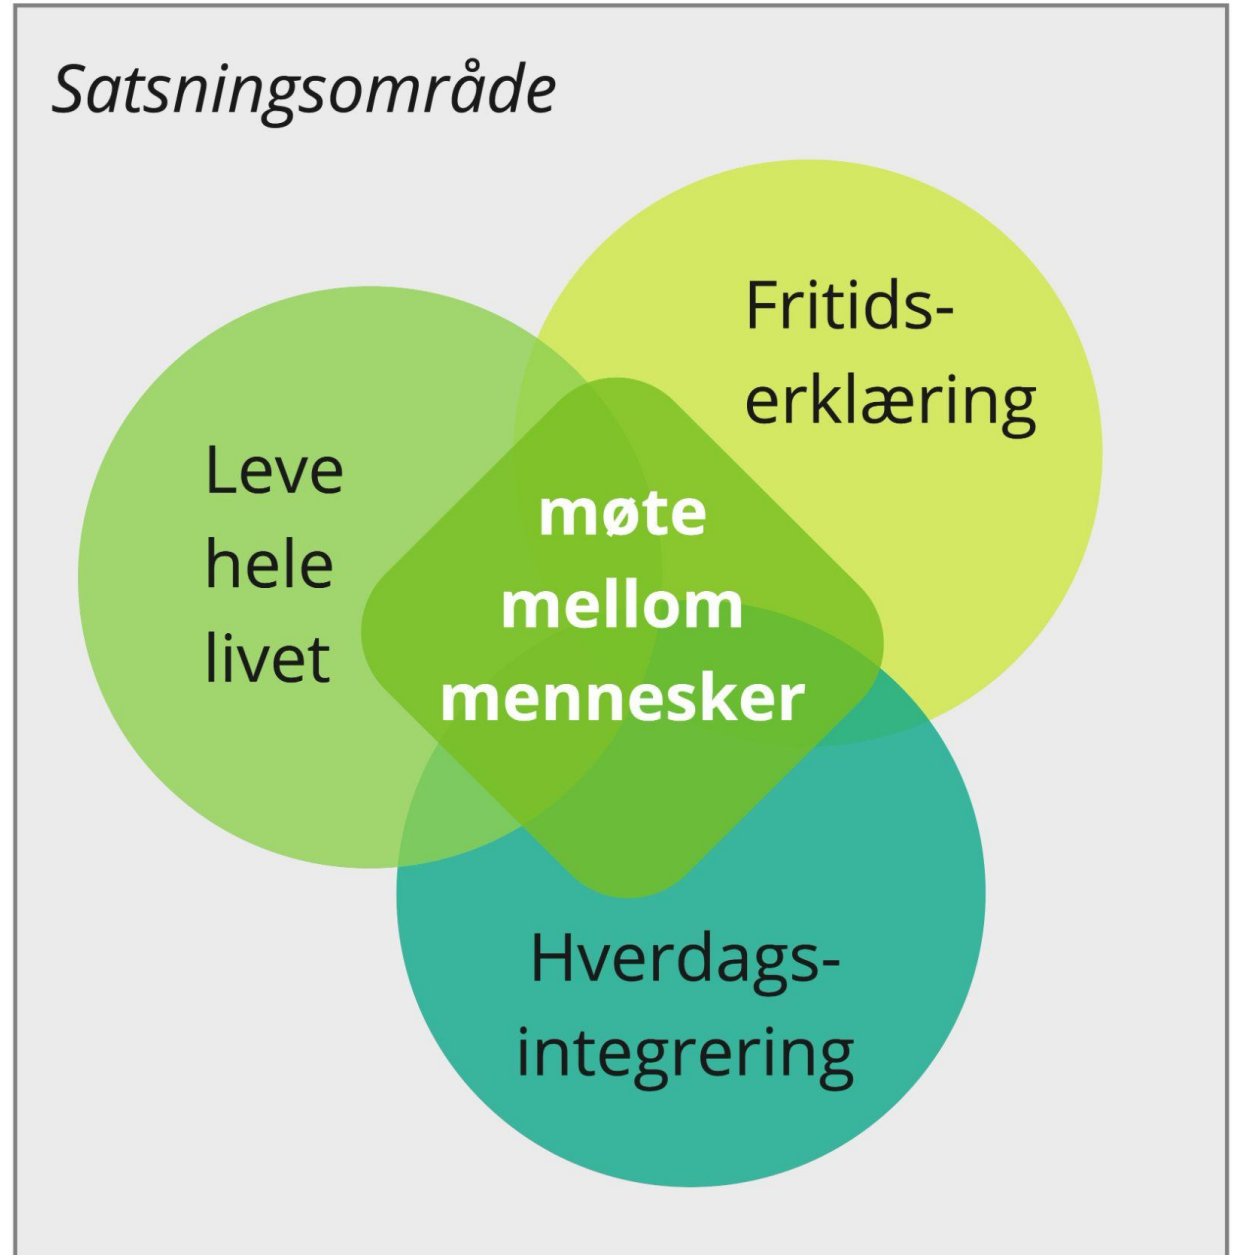 Satsningsområde
Fritids-
erklæring
Leve
hele
livet
møte
mellom
mennesker
Hverdags-
integrering